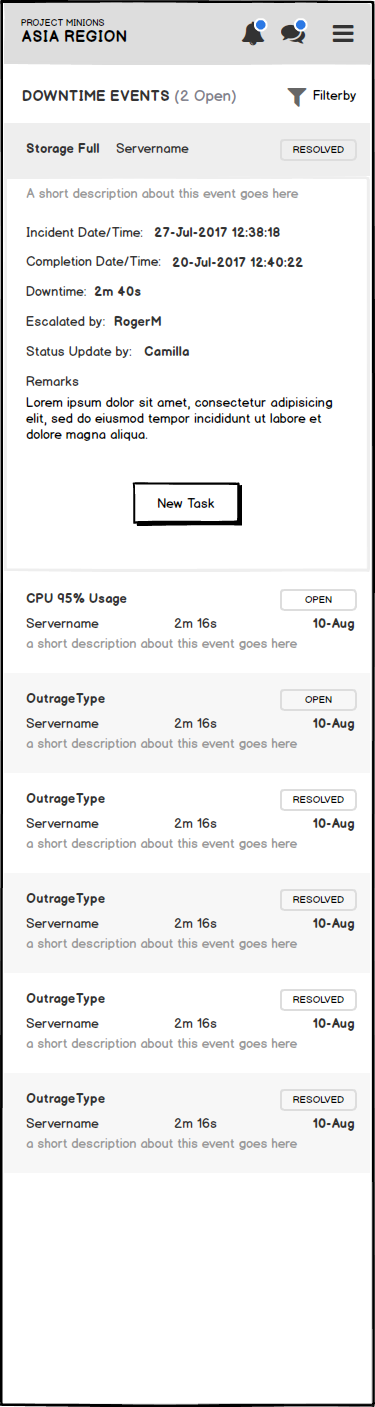 PROJECT MINIONS
ASIA REGION
DOWNTIME EVENTS (2 Open)
Filterby
Storage Full Servername RESOLVED
A short description about this event goes here
Incident Date/Time: 27-Jul-2017 12:38:18
Completion Date/Time: 20-Jul-2017 12:40:22
Downtime: 2m 40s
Escalated by: RogerM
Status Update by: Camilla
Remarks
Lorem ipsum dolor sit amet, consectetur adipisicing
elit, sed do eiusmod tempor incididunt ut labore et
dolore magna aliqua.
New Task
CPU 95% Usage OPEN
Servername 2m 16s 10-Aug
a short description about this event goes here
OutrageType OPEN
Servername 2m 16s 10-Aug
a short description about this event goes here
OutrageType RESOLVED
Servername 2m 16s 10-Aug
a short description about this event goes here
OutrageType RESOLVED
Servername 2m 16s 10-Aug
a short description about this event goes here
OutrageType RESOLVED
Servername 2m 16s 10-Aug
a short description about this event goes here
OutrageType RESOLVED
Servername 2m 16s 10-Aug
a short description about this event goes here